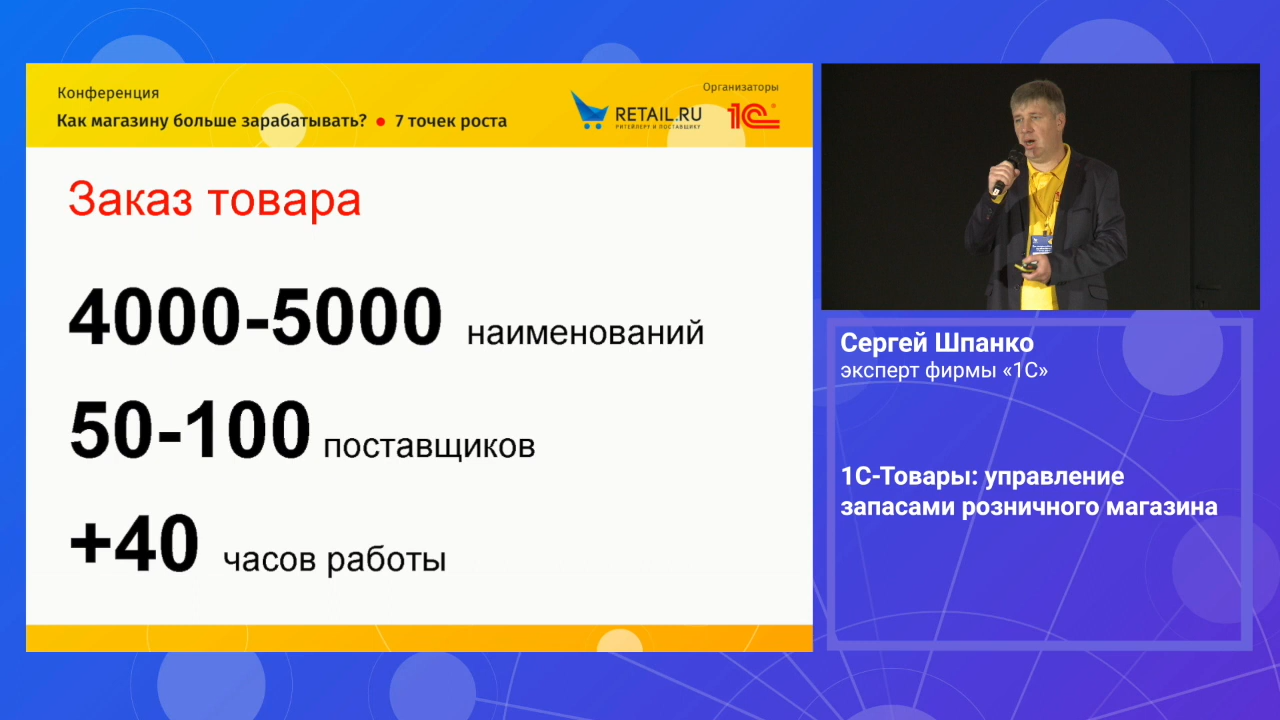 Конференция
Как магазину больше зарабатывать? • 7 точек роста
RETAIL.RU
РИТЕЙЛЕРУ И ПОСТАВЩИКУ
Организаторы
1С
Заказ товара
4000-5000 наименований
50-100 поставщиков
+40 часов работы
Сергей Шпанко
эксперт фирмы «1С»
1С-Товары: управление
запасами розничного магазина